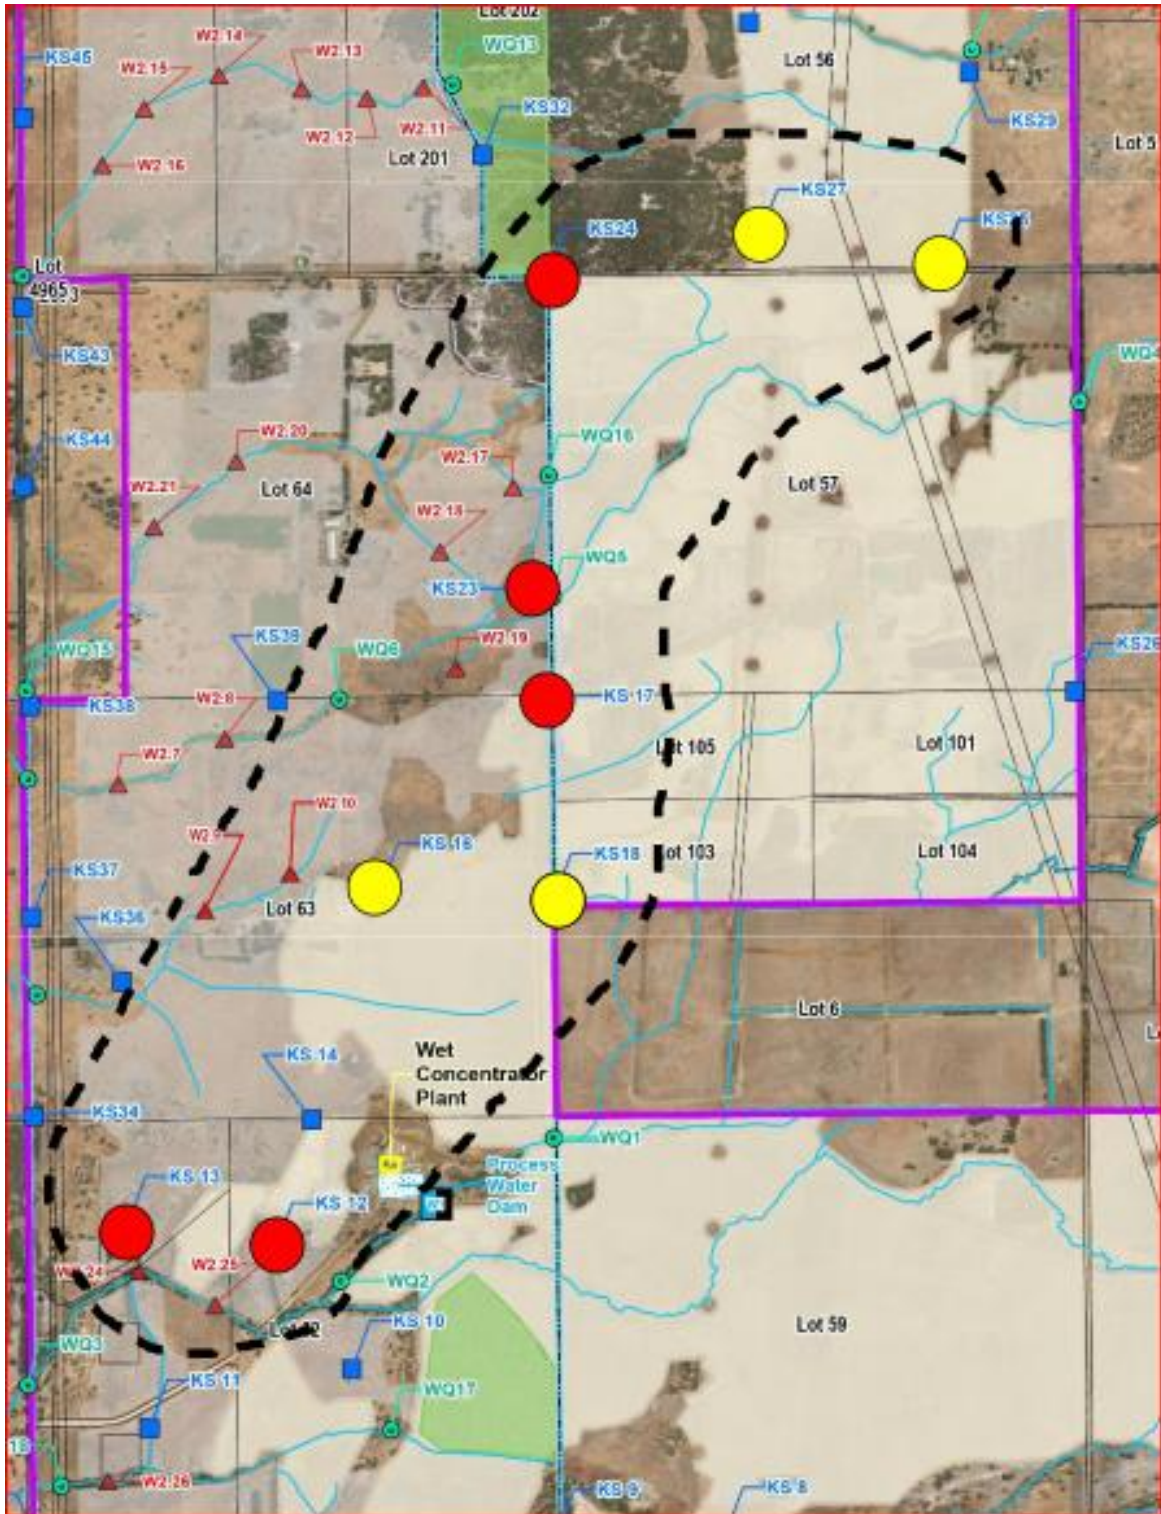 Lot 202
KS45
W2.14
W2.13
WQ13
W2.15
Lot 56
KS32
W2.12
W2.11
KS29
Lot 201
Lot 5
W2.16
KS27
KS24
Lot
4965
KS43
WQ4
KS44
W2.20
WQ16
W2.17
W2.21
Lot 64
Lot 57
W2.18
WQ5
KS23
KS39
W2.19
WQ15
WQ6
KS26
W2.8
KS38
KS 17
W2.7
Lot 105
Lot 101
W2.10
W2.9
KS 16
KS18
Lot 103
Lot 104
KS37
Lot 63
KS36
Lot 6
Wet
Concentrator
Plant
KS 14
KS34
WQ1
Process
Water
Dam
KS 13
KS 12
W2.24
W2.25
WQ2
KS 10
Lot 59
WQ3
KS 11
WQ17
W2.26
KS 9
KS 8